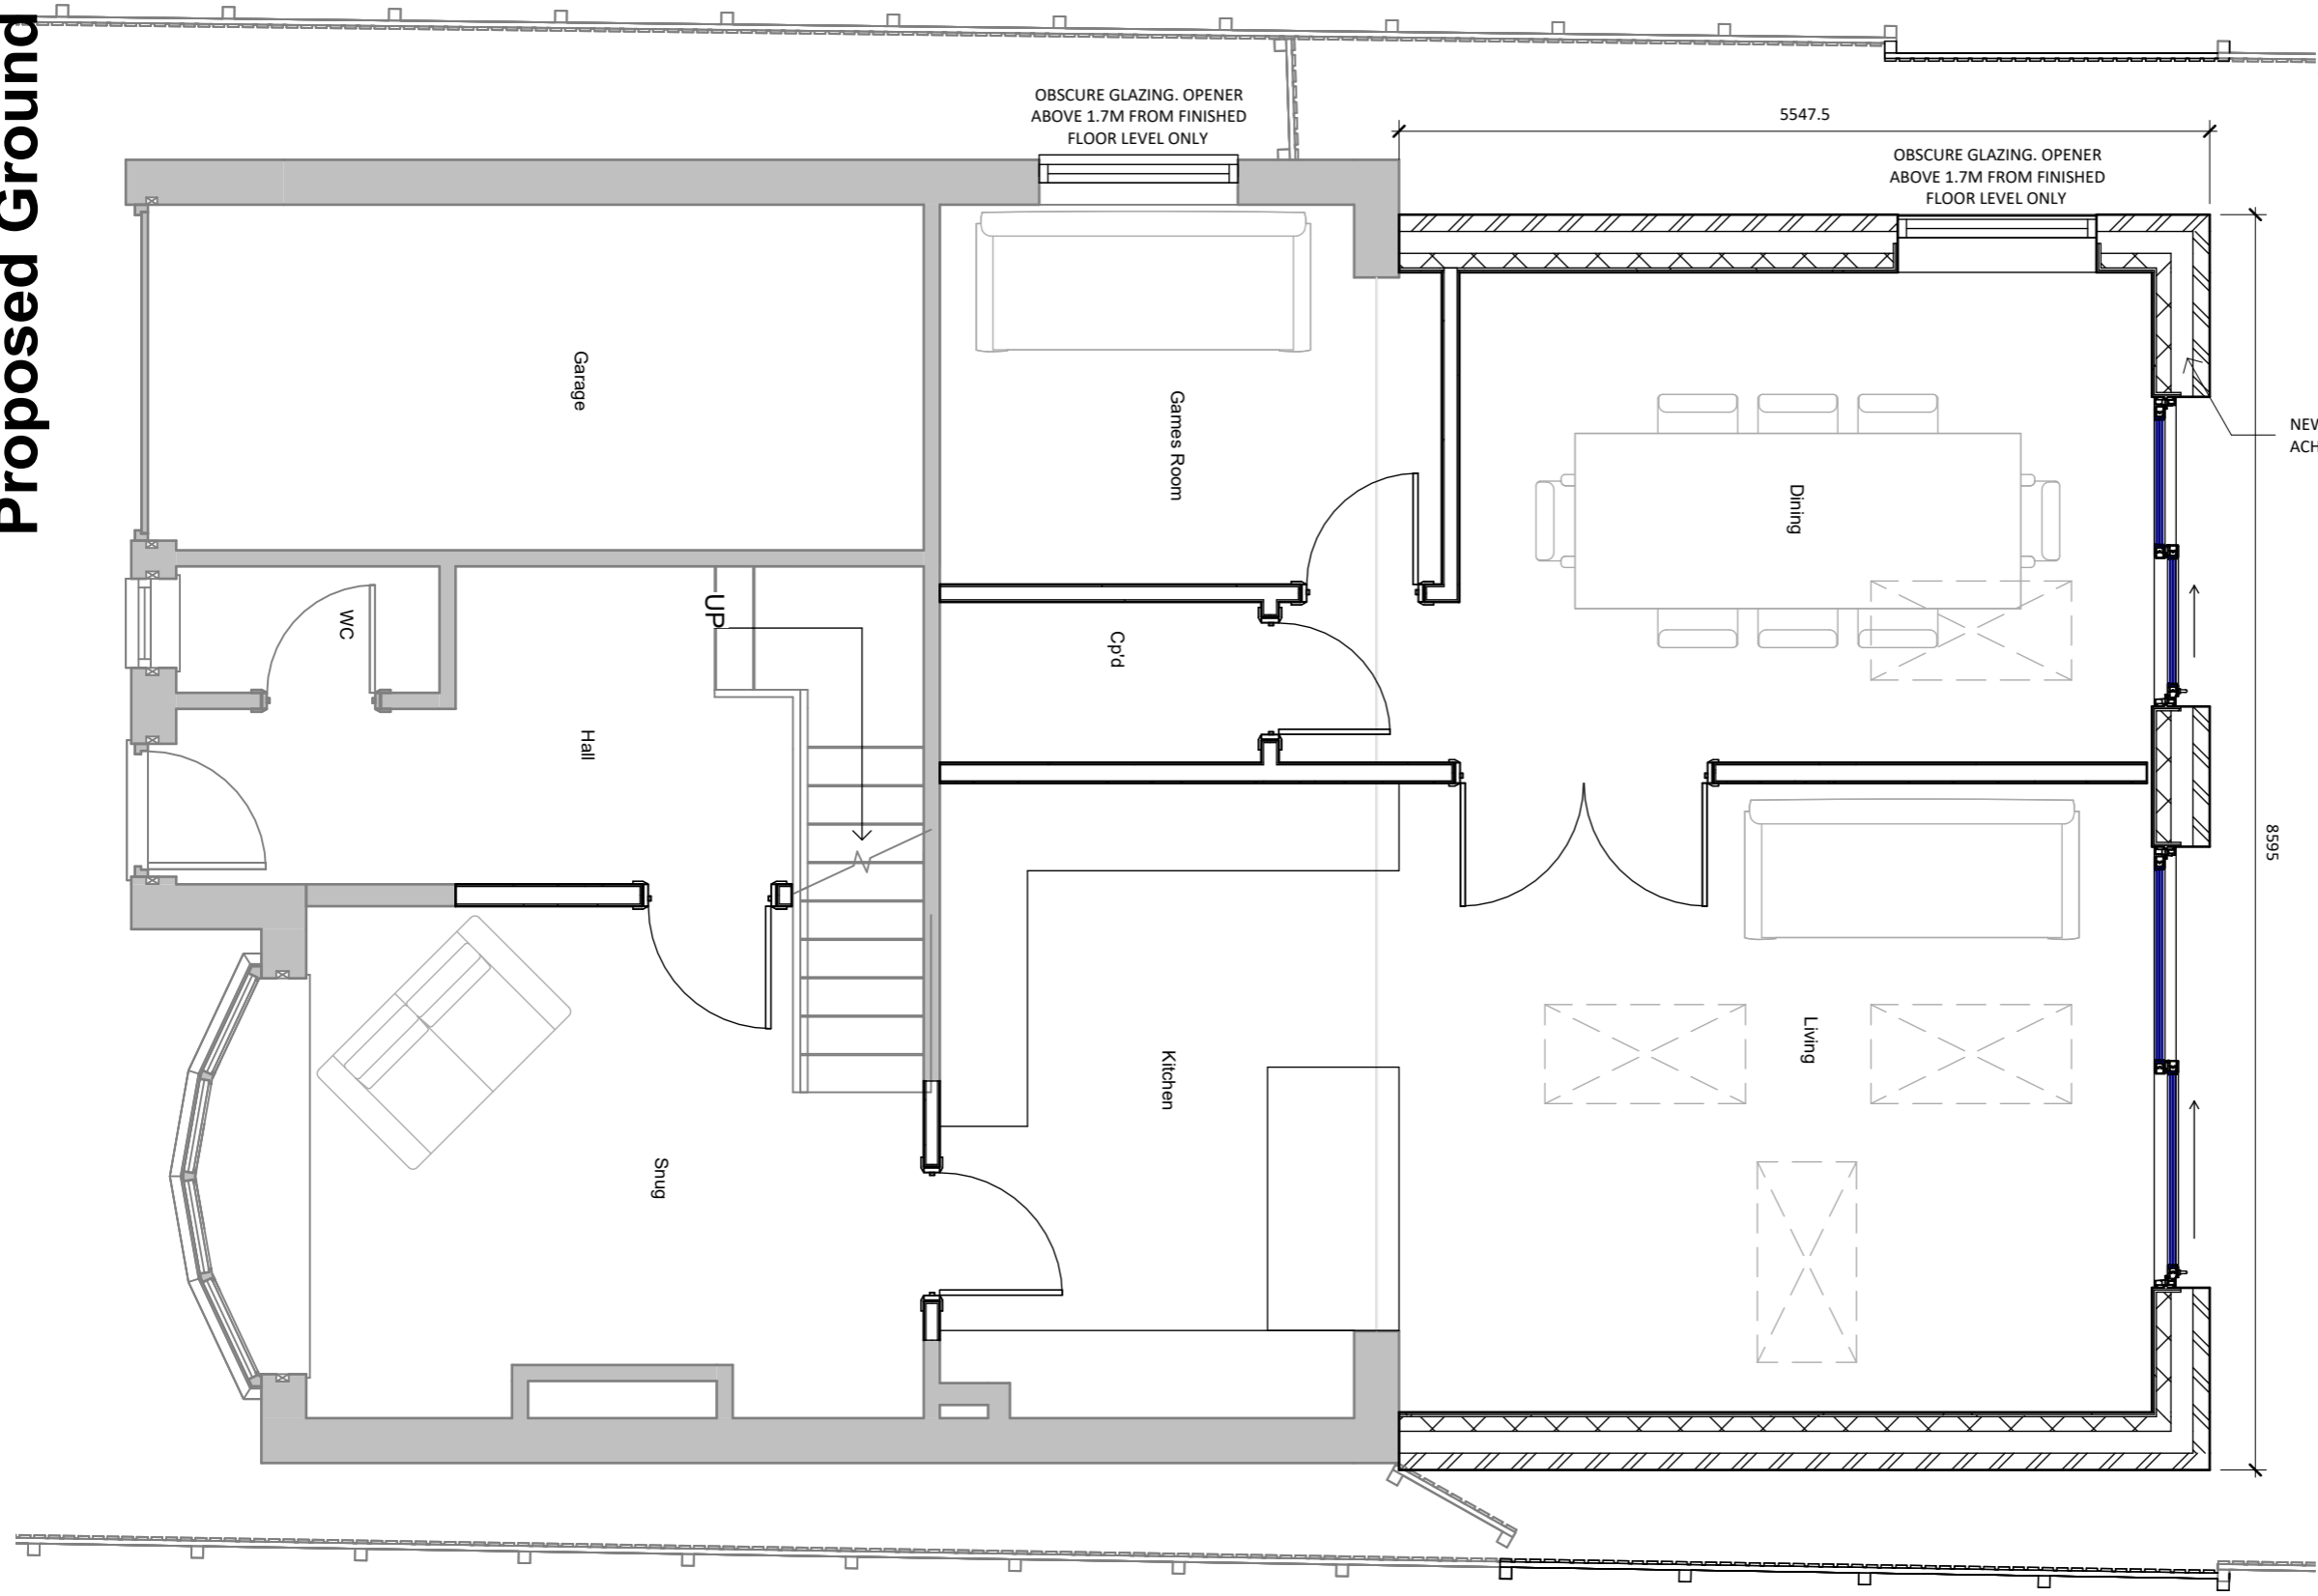 Proposed Ground
OBSCURE GLAZING. OPENER
ABOVE 1.7M FROM FINISHED
FLOOR LEVEL ONLY
5547.5
OBSCURE GLAZING. OPENER
ABOVE 1.7M FROM FINISHED
FLOOR LEVEL ONLY
NEW
ACH
Garage
Games Room
Dining
WC
UP
Cp'd
Hall
8595
Living
Kitchen
Snug